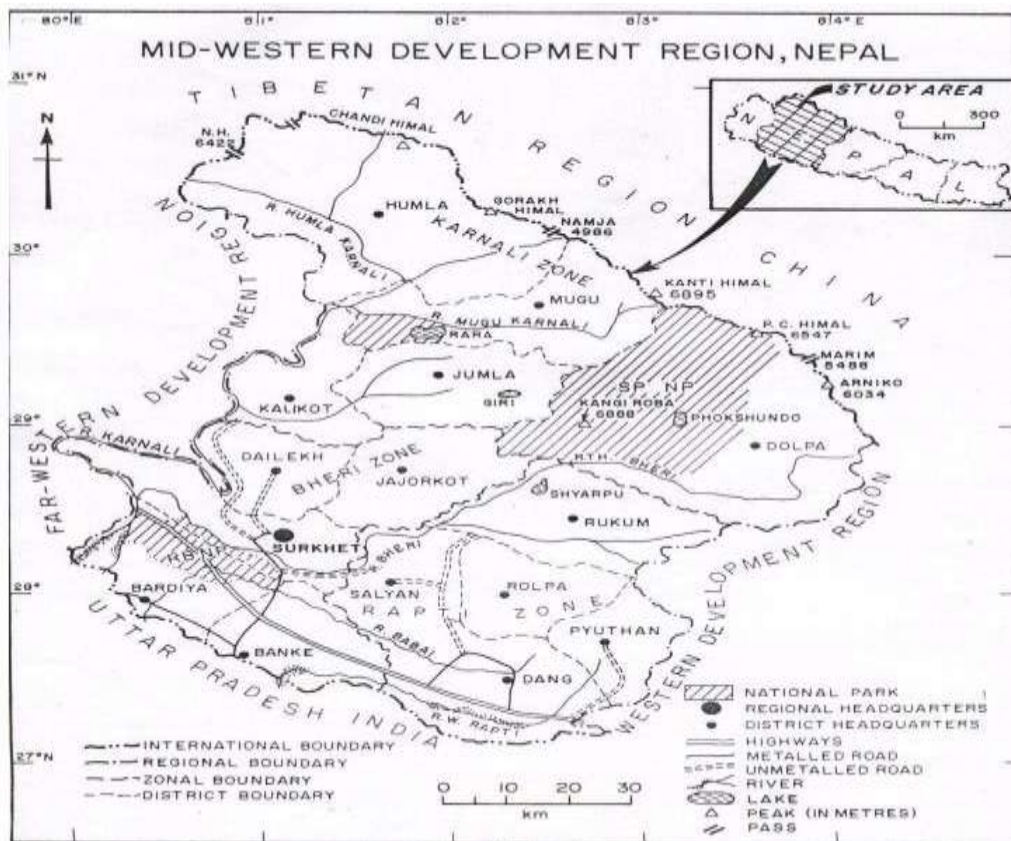 80°E 81° 82° 83° 84°E
MID-WESTERN DEVELOPMENT REGION, NEPAL
31°N
TIBETAN REGION CHINA
STUDY AREA
0 300
km
NEPAL
N
CHANDI HIMAL
N.H.
6422
HUMLA
GORAKH
HIMAL
NAMJA
4986
R. HUMLA KARNALI
KARNALI ZONE
30°
KANTI HIMAL
6895
MUGU
R. MUGU KARNALI
RARA
P. C. HIMAL
6547
MARIM
5488
ARNIKO
6034
FAR-WESTERN DEVELOPMENT REGION
JUMLA
GIRI
SP NP
KANGI ROBA
6888
PHOKSHUNDO
KALIKOT
29°
DOLPA
R. KARNALI
DAILEKH
BHERI ZONE
JAJORKOT
R.TH. BHERI
SHYARPU
RUKUM
SURKHET
BHERI
28°
BARDIYA
SALYAN
ROLPA
RAPTI ZONE
PYUTHAN
R. BABAI
BANKE
DANG
R.W. RAPTI
UTTAR PRADESH INDIA
WESTERN DEVELOPMENT REGION
27°N
INTERNATIONAL BOUNDARY
REGIONAL BOUNDARY
ZONAL BOUNDARY
DISTRICT BOUNDARY
0 10 20 30
km
NATIONAL PARK
REGIONAL HEADQUARTERS
DISTRICT HEADQUARTERS
HIGHWAYS
METALLED ROAD
UNMETALLED ROAD
RIVER
LAKE
PEAK (IN METRES)
PASS